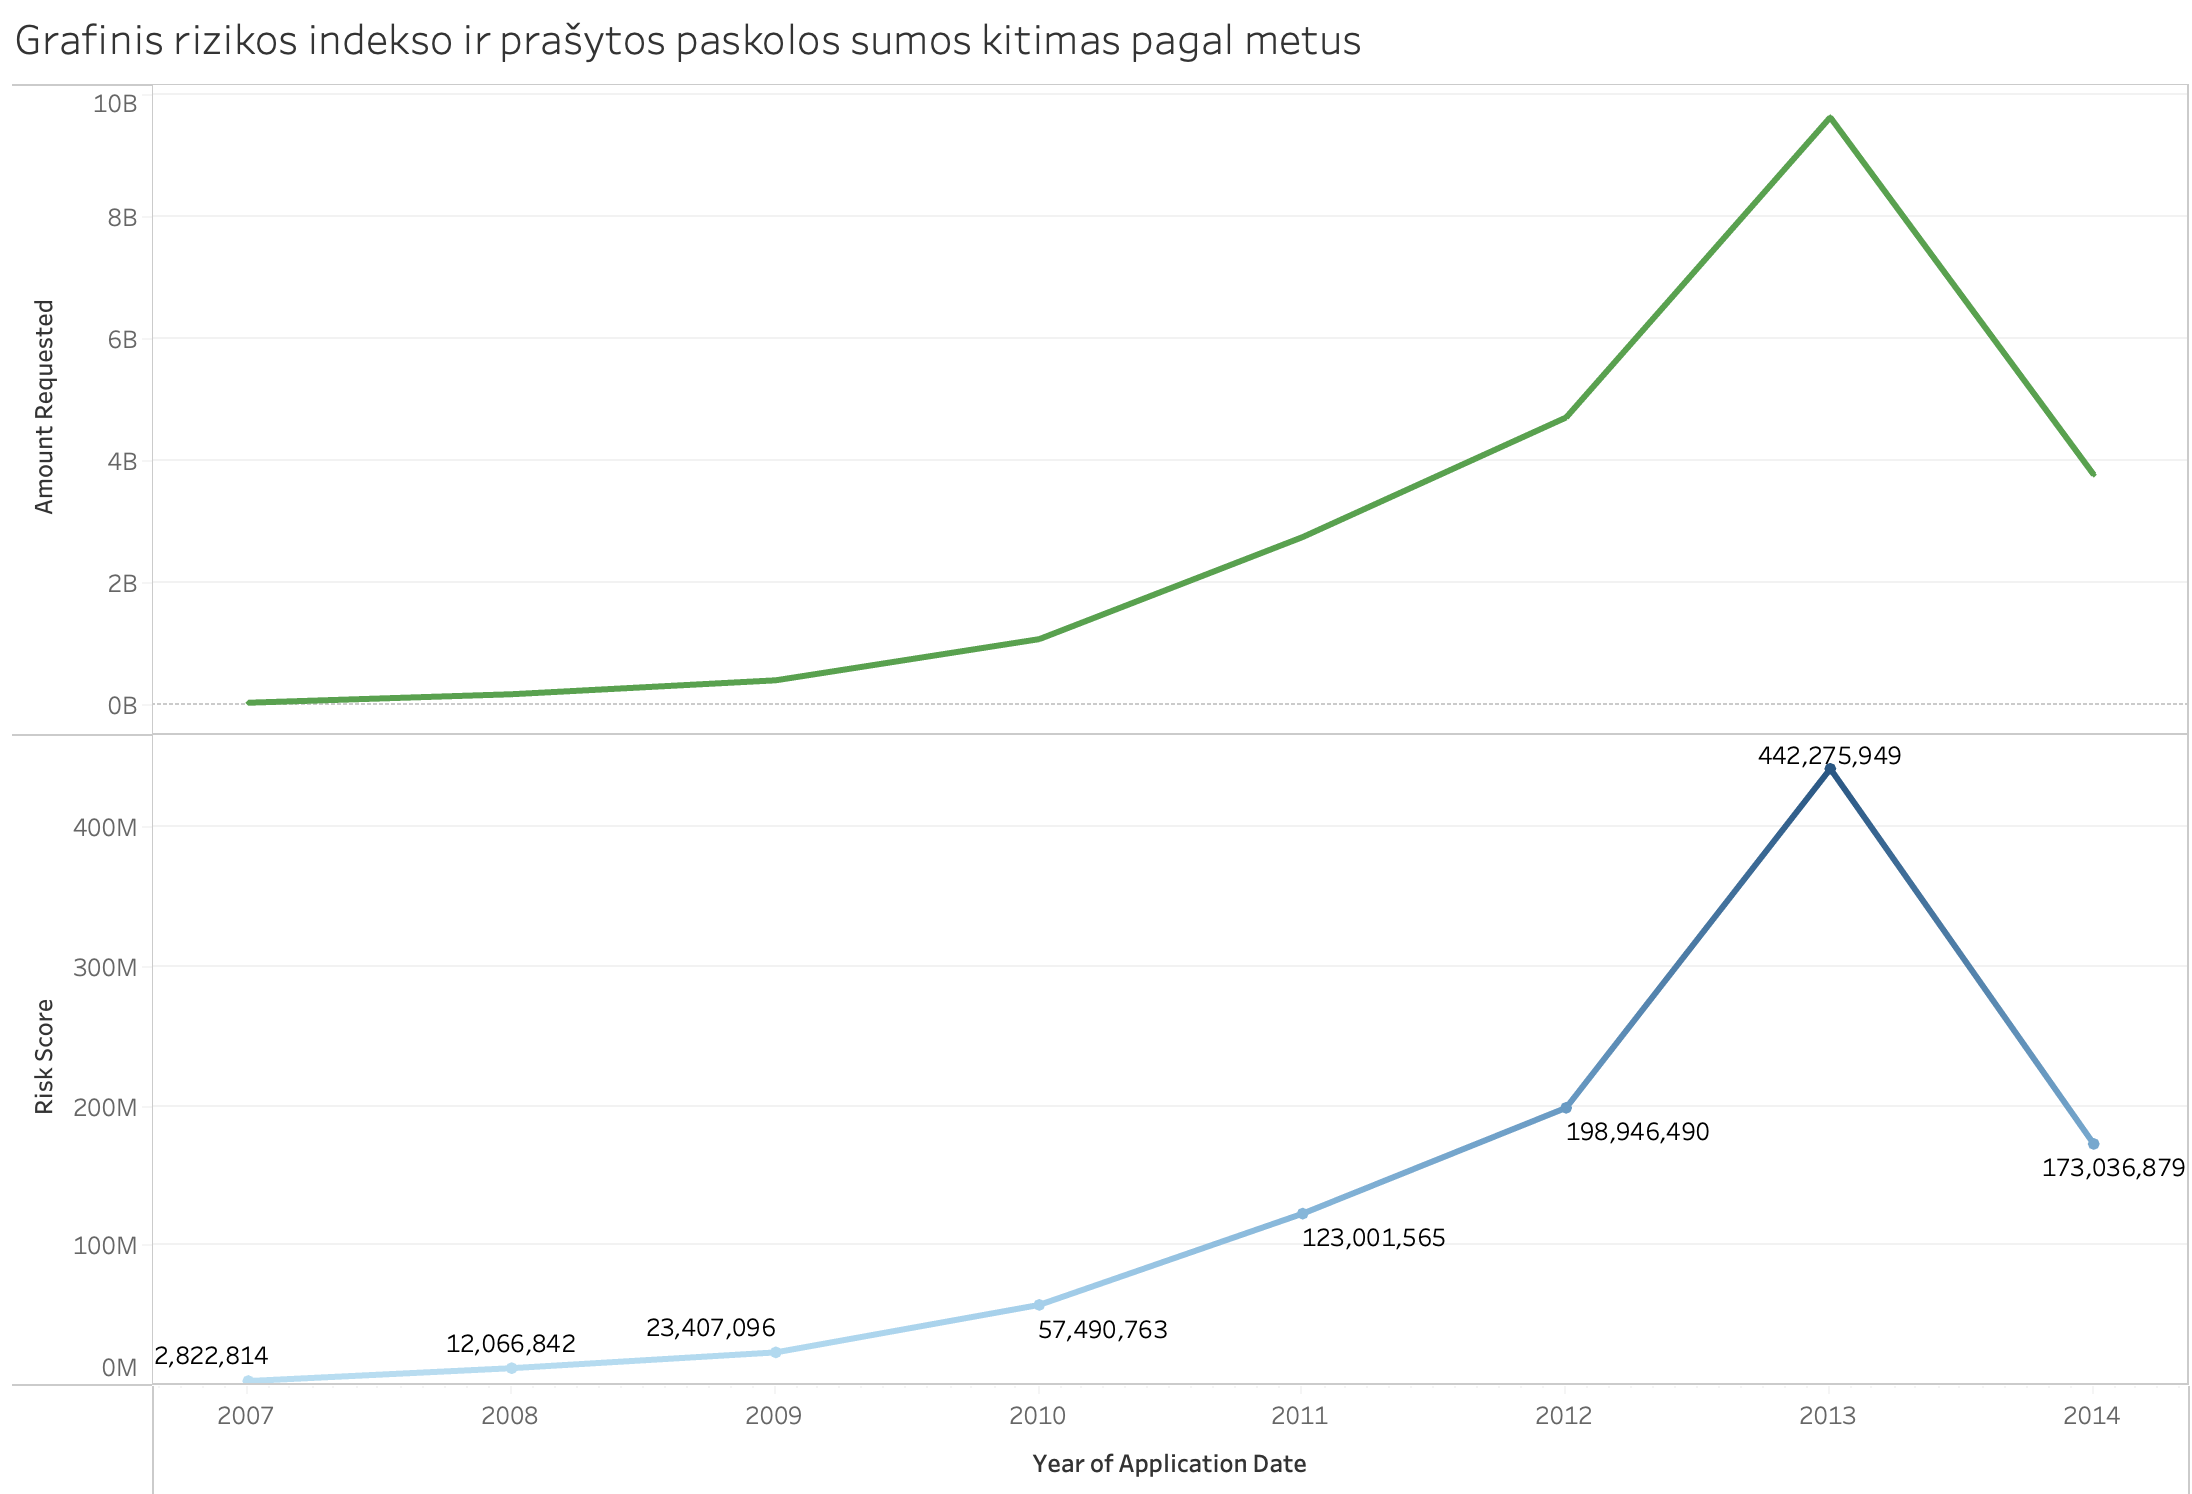 Grafinis rizikos indekso ir prašytos paskolos sumos kitimas pagal metus
10B
8B
6B
4B
2B
0B
Amount Requested
400M
300M
200M
100M
0M
Risk Score
2,822,814
12,066,842
23,407,096
57,490,763
123,001,565
198,946,490
442,275,949
173,036,879
2007
2008
2009
2010
2011
2012
2013
2014
Year of Application Date